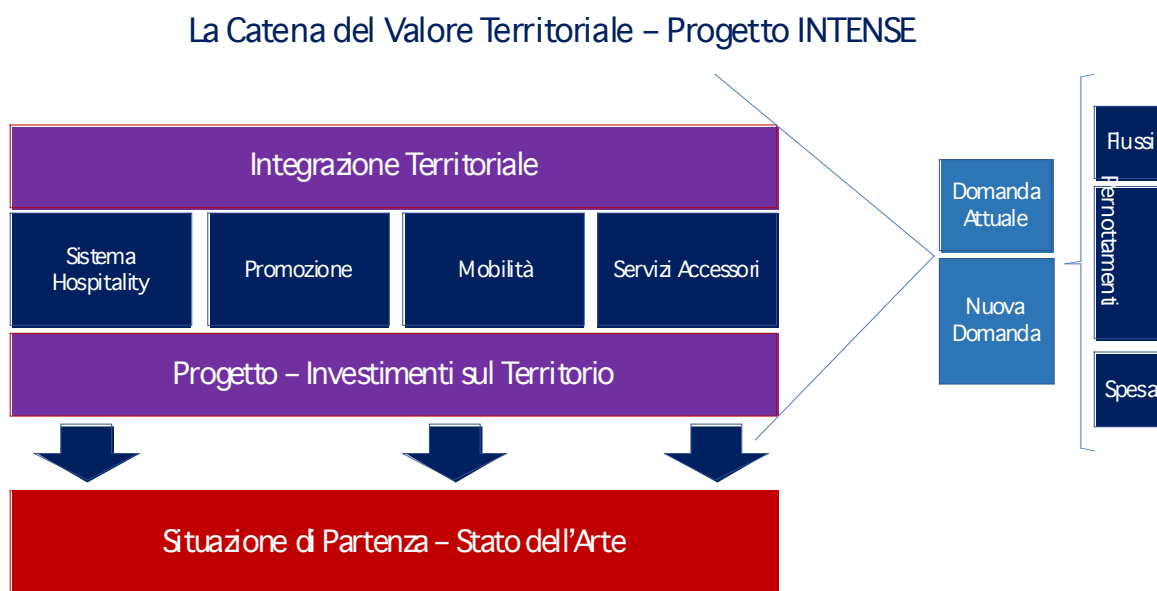 La Catena del Valore Territoriale – Progetto INTENSE
Integrazione Territoriale
Sistema
Hospitality
Promozione
Mobilità
Servizi Accessori
Progetto – Investimenti sul Territorio
Situazione di Partenza – Stato dell’Arte
Domanda
Attuale
Nuova
Domanda
Flussi
Pernottamenti
Spesa